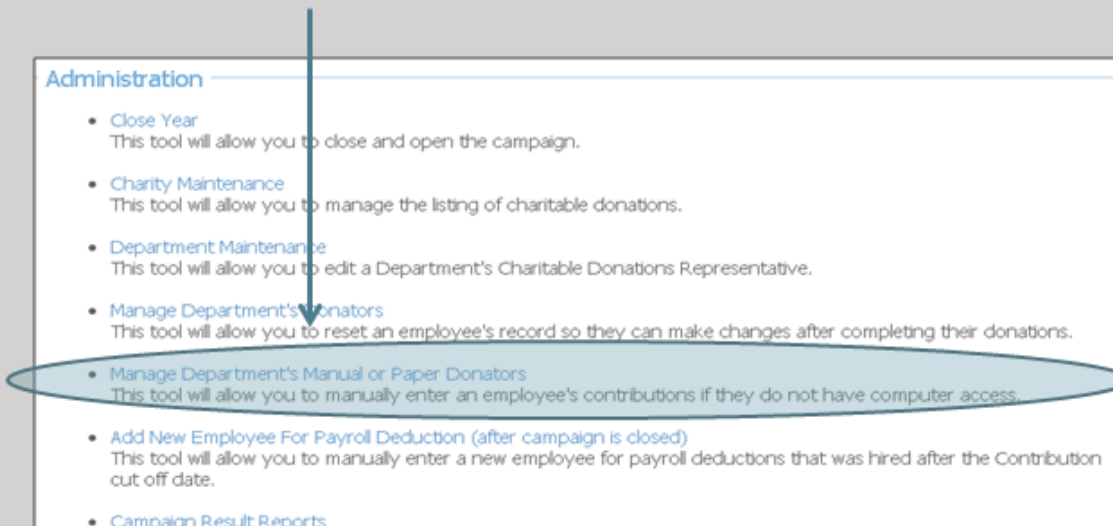 Administration
• Close Year
This tool will allow you to close and open the campaign.
• Charity Maintenance
This tool will allow you to manage the listing of charitable donations.
• Department Maintenance
This tool will allow you to edit a Department's Charitable Donations Representative.
• Manage Department's Donators
This tool will allow you to reset an employee's record so they can make changes after completing their donations.
• Manage Department's Manual or Paper Donators
This tool will allow you to manually enter an employee's contributions if they do not have computer access.
• Add New Employee For Payroll Deduction (after campaign is closed)
This tool will allow you to manually enter a new employee for payroll deductions that was hired after the Contribution
cut off date.
• Campaign Result Reports